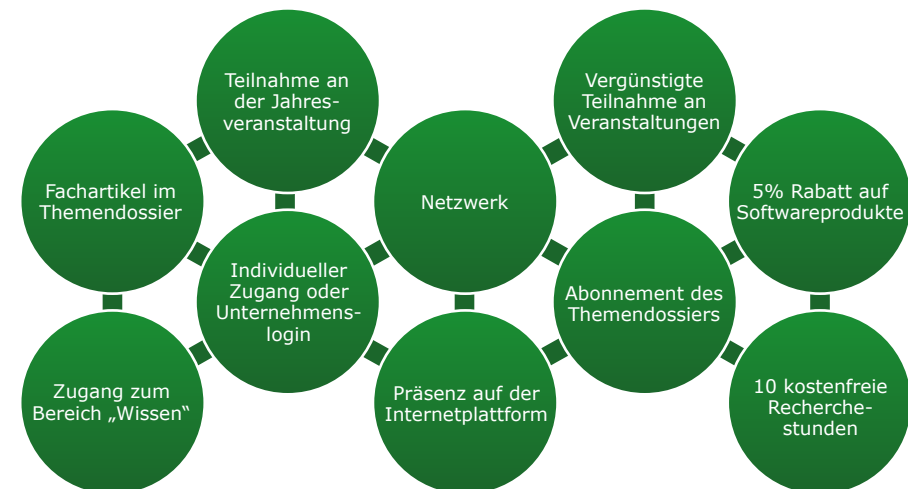 Teilnahme an
der Jahres-
veranstaltung
Vergünstigte
Teilnahme an
Veranstaltungen
Fachartikel im
Themendossier
Netzwerk
5% Rabatt auf
Softwareprodukte
Individueller
Zugang oder
Unternehmens-
login
Abonnement des
Themendossiers
Zugang zum
Bereich „Wissen“
Präsenz auf der
Internetplattform
10 kostenfreie
Recherche-
stunden